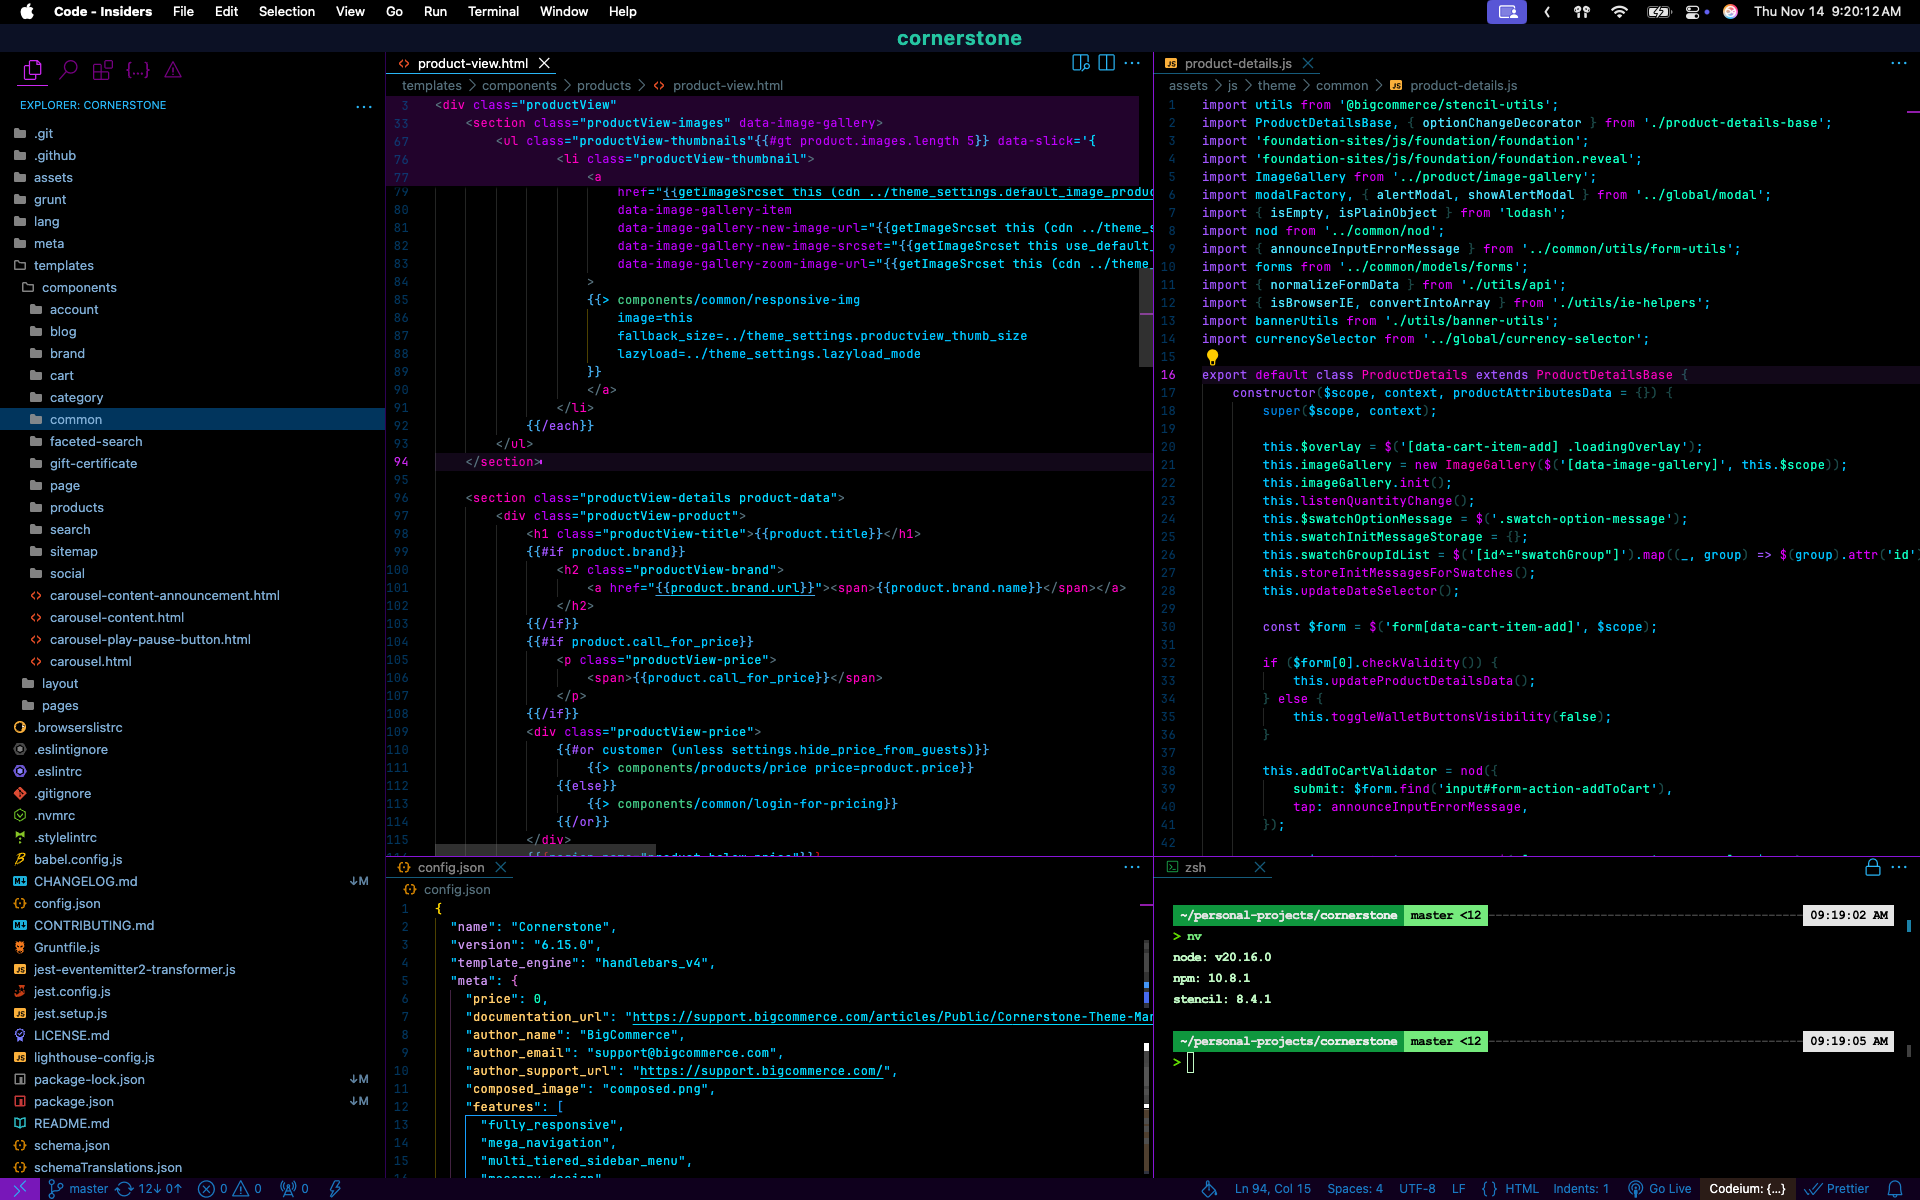 Code - Insiders File Edit Selection View Go Run Terminal Window Help
Thu Nov 14 9:20:12 AM
cornerstone
EXPLORER: CORNERSTONE
.git
.github
assets
grunt
lang
meta
templates
components
account
blog
brand
cart
category
common
faceted-search
gift-certificate
page
products
search
sitemap
social
carousel-content-announcement.html
carousel-content.html
carousel-play-pause-button.html
carousel.html
layout
pages
.browserslistrc
.eslintignore
.eslintrc
.gitignore
.nvmrc
.stylelintrc
babel.config.js
CHANGELOG.md ↓M
config.json
CONTRIBUTING.md
Gruntfile.js
jest-eventemitter2-transformer.js
jest.config.js
jest.setup.js
LICENSE.md
lighthouse-config.js
package-lock.json ↓M
package.json ↓M
README.md
schema.json
schemaTranslations.json
product-view.html
templates > components > products > product-view.html
3 <div class="productView"
33 <section class="productView-images" data-image-gallery>
67 <ul class="productView-thumbnails"{{#gt product.images.length 5}} data-slick='{
76 <li class="productView-thumbnail">
77 <a
79 href="{{getImageSrcset this (cdn ../theme_settings.default_image_produc
80 data-image-gallery-item
81 data-image-gallery-new-image-url="{{getImageSrcset this (cdn ../theme_s
82 data-image-gallery-new-image-srcset="{{getImageSrcset this use_default_
83 data-image-gallery-zoom-image-url="{{getImageSrcset this (cdn ../theme_
84 >
85 {{> components/common/responsive-img
86 image=this
87 fallback_size=../theme_settings.productview_thumb_size
88 lazyload=../theme_settings.lazyload_mode
89 }}
90 </a>
91 </li>
92 {{/each}}
93 </ul>
94 </section>
95
96 <section class="productView-details product-data">
97 <div class="productView-product">
98 <h1 class="productView-title">{{product.title}}</h1>
99 {{#if product.brand}}
100 <h2 class="productView-brand">
101 <a href="{{product.brand.url}}"><span>{{product.brand.name}}</span></a>
102 </h2>
103 {{/if}}
104 {{#if product.call_for_price}}
105 <p class="productView-price">
106 <span>{{product.call_for_price}}</span>
107 </p>
108 {{/if}}
109 <div class="productView-price">
110 {{#or customer (unless settings.hide_price_from_guests)}}
111 {{> components/products/price price=product.price}}
112 {{else}}
113 {{> components/common/login-for-pricing}}
114 {{/or}}
115 </div>
product-details.js
assets > js > theme > common > product-details.js
1 import utils from '@bigcommerce/stencil-utils';
2 import ProductDetailsBase, { optionChangeDecorator } from './product-details-base';
3 import 'foundation-sites/js/foundation/foundation';
4 import 'foundation-sites/js/foundation/foundation.reveal';
5 import ImageGallery from '../product/image-gallery';
6 import modalFactory, { alertModal, showAlertModal } from '../global/modal';
7 import { isEmpty, isPlainObject } from 'lodash';
8 import nod from '../common/nod';
9 import { announceInputErrorMessage } from '../common/utils/form-utils';
10 import forms from '../common/models/forms';
11 import { normalizeFormData } from './utils/api';
12 import { isBrowserIE, convertIntoArray } from './utils/ie-helpers';
13 import bannerUtils from './utils/banner-utils';
14 import currencySelector from '../global/currency-selector';
15
16 export default class ProductDetails extends ProductDetailsBase {
17 constructor($scope, context, productAttributesData = {}) {
18 super($scope, context);
19
20 this.$overlay = $('[data-cart-item-add] .loadingOverlay');
21 this.imageGallery = new ImageGallery($('[data-image-gallery]', this.$scope));
22 this.imageGallery.init();
23 this.listenQuantityChange();
24 this.$swatchOptionMessage = $('.swatch-option-message');
25 this.swatchInitMessageStorage = {};
26 this.swatchGroupIdList = $('[id^="swatchGroup"]').map((_, group) => $(group).attr('id'
27 this.storeInitMessagesForSwatches();
28 this.updateDateSelector();
29
30 const $form = $('form[data-cart-item-add]', $scope);
31
32 if ($form[0].checkValidity()) {
33 this.updateProductDetailsData();
34 } else {
35 this.toggleWalletButtonsVisibility(false);
36 }
37
38 this.addToCartValidator = nod({
39 submit: $form.find('input#form-action-addToCart'),
40 tap: announceInputErrorMessage,
41 });
42
config.json
config.json
1 {
2 "name": "Cornerstone",
3 "version": "6.15.0",
4 "template_engine": "handlebars_v4",
5 "meta": {
6 "price": 0,
7 "documentation_url": "https://support.bigcommerce.com/articles/Public/Cornerstone-Theme-Man
8 "author_name": "BigCommerce",
9 "author_email": "support@bigcommerce.com",
10 "author_support_url": "https://support.bigcommerce.com/",
11 "composed_image": "composed.png",
12 "features": [
13 "fully_responsive",
14 "mega_navigation",
15 "multi_tiered_sidebar_menu",
zsh
~/personal-projects/cornerstone master <12 09:19:02 AM
> nv
node: v20.16.0
npm: 10.8.1
stencil: 8.4.1
~/personal-projects/cornerstone master <12 09:19:05 AM
>
master 12↓ 0↑ 0 0 0
Ln 94, Col 15 Spaces: 4 UTF-8 LF { } HTML Indents: 1 Go Live Codeium: {...} Prettier